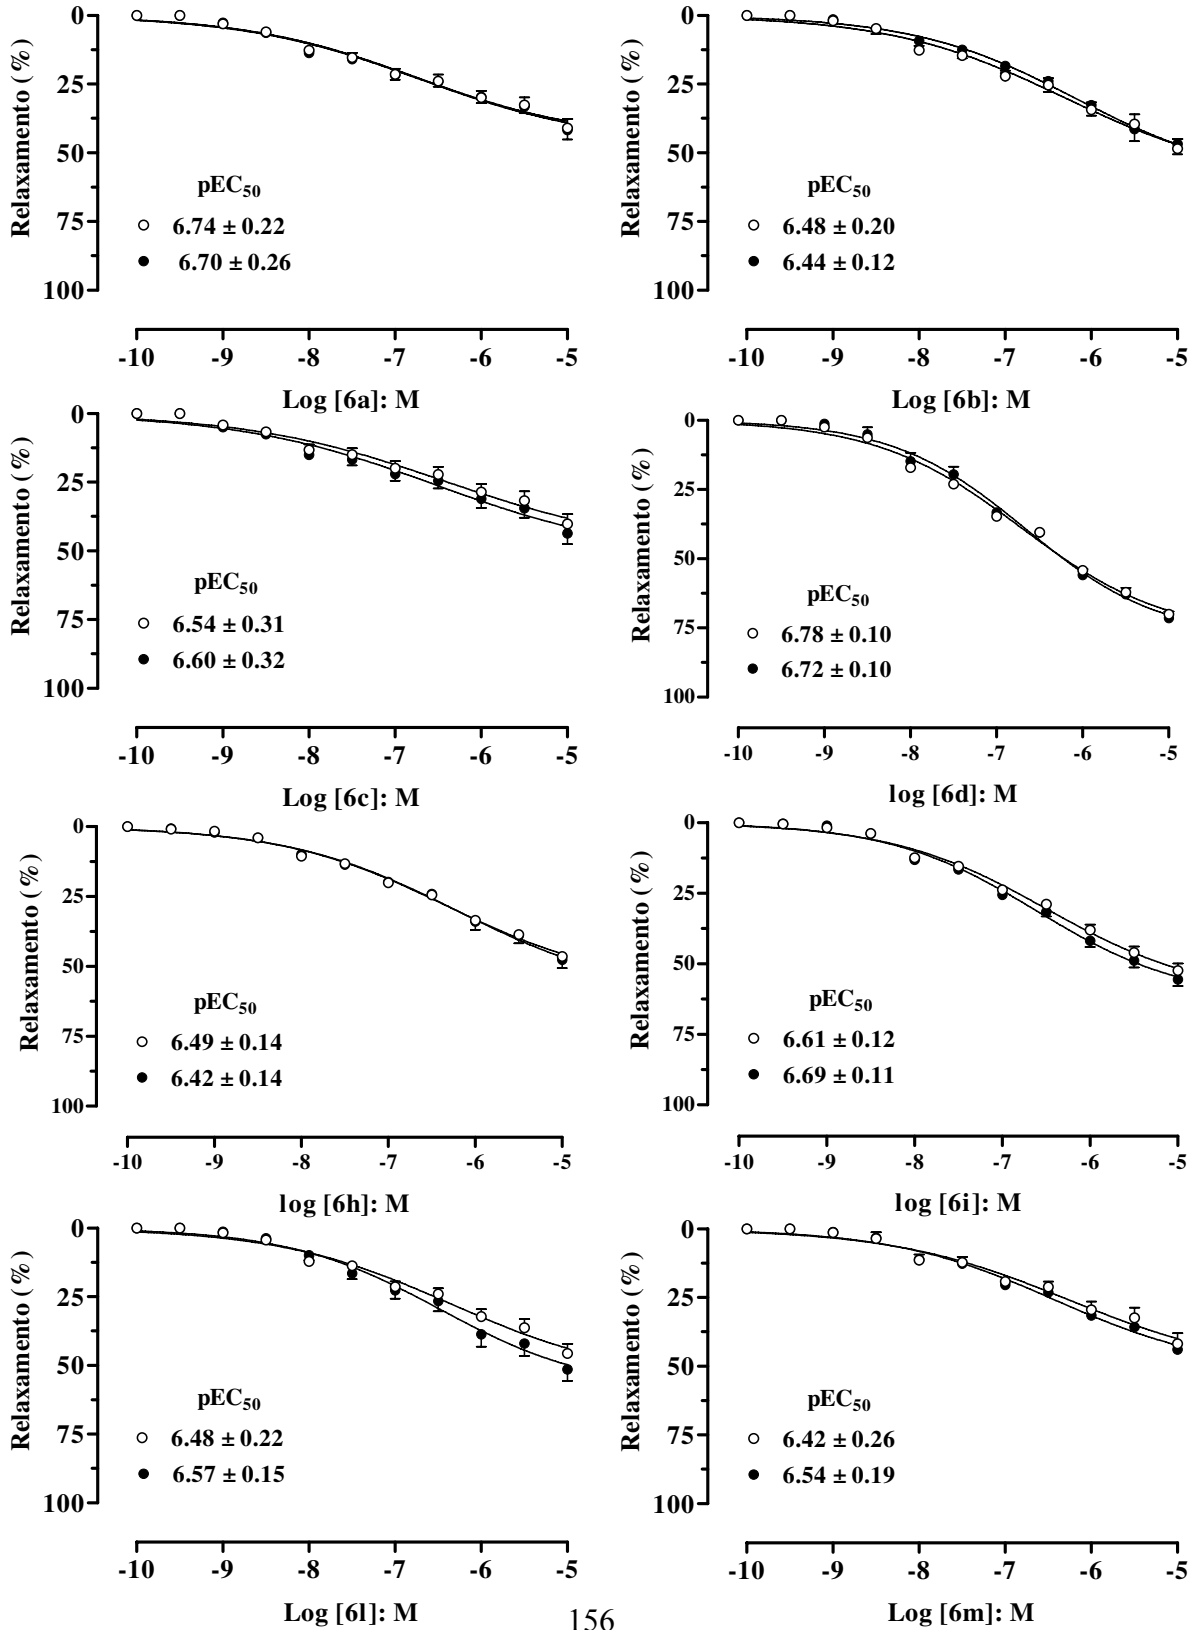 0
25
50
75
100
Relaxamento (%)
pEC50
○ 6.74 ± 0.22
● 6.70 ± 0.26
-10 -9 -8 -7 -6 -5
Log [6a]: M
0
25
50
75
100
Relaxamento (%)
pEC50
○ 6.48 ± 0.20
● 6.44 ± 0.12
-10 -9 -8 -7 -6 -5
Log [6b]: M
0
25
50
75
100
Relaxamento (%)
pEC50
○ 6.54 ± 0.31
● 6.60 ± 0.32
-10 -9 -8 -7 -6 -5
Log [6c]: M
0
25
50
75
100
Relaxamento (%)
pEC50
○ 6.78 ± 0.10
● 6.72 ± 0.10
-10 -9 -8 -7 -6 -5
log [6d]: M
0
25
50
75
100
Relaxamento (%)
pEC50
○ 6.49 ± 0.14
● 6.42 ± 0.14
-10 -9 -8 -7 -6 -5
log [6h]: M
0
25
50
75
100
Relaxamento (%)
pEC50
○ 6.61 ± 0.12
● 6.69 ± 0.11
-10 -9 -8 -7 -6 -5
log [6i]: M
0
25
50
75
100
Relaxamento (%)
pEC50
○ 6.48 ± 0.22
● 6.57 ± 0.15
-10 -9 -8 -7 -6 -5
Log [6l]: M
0
25
50
75
100
Relaxamento (%)
pEC50
○ 6.42 ± 0.26
● 6.54 ± 0.19
-10 -9 -8 -7 -6 -5
Log [6m]: M
156